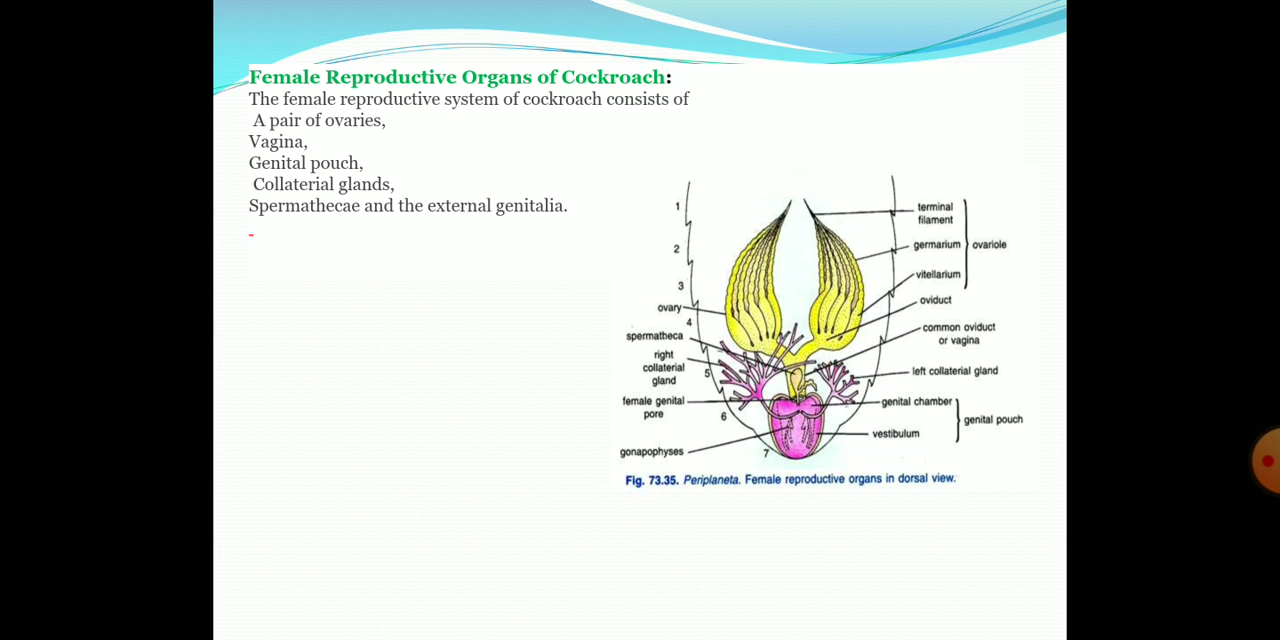 Female Reproductive Organs of Cockroach:
The female reproductive system of cockroach consists of
A pair of ovaries,
Vagina,
Genital pouch,
Collaterial glands,
Spermathecae and the external genitalia.
-
1
2
3
4
5
6
7
ovary
spermatheca
right
collaterial
gland
female genital
pore
gonapophyses
terminal
filament
germarium
ovariole
vitellarium
oviduct
common oviduct
or vagina
left collaterial gland
genital chamber
genital pouch
vestibulum
Fig. 73.35. Periplaneta. Female reproductive organs in dorsal view.